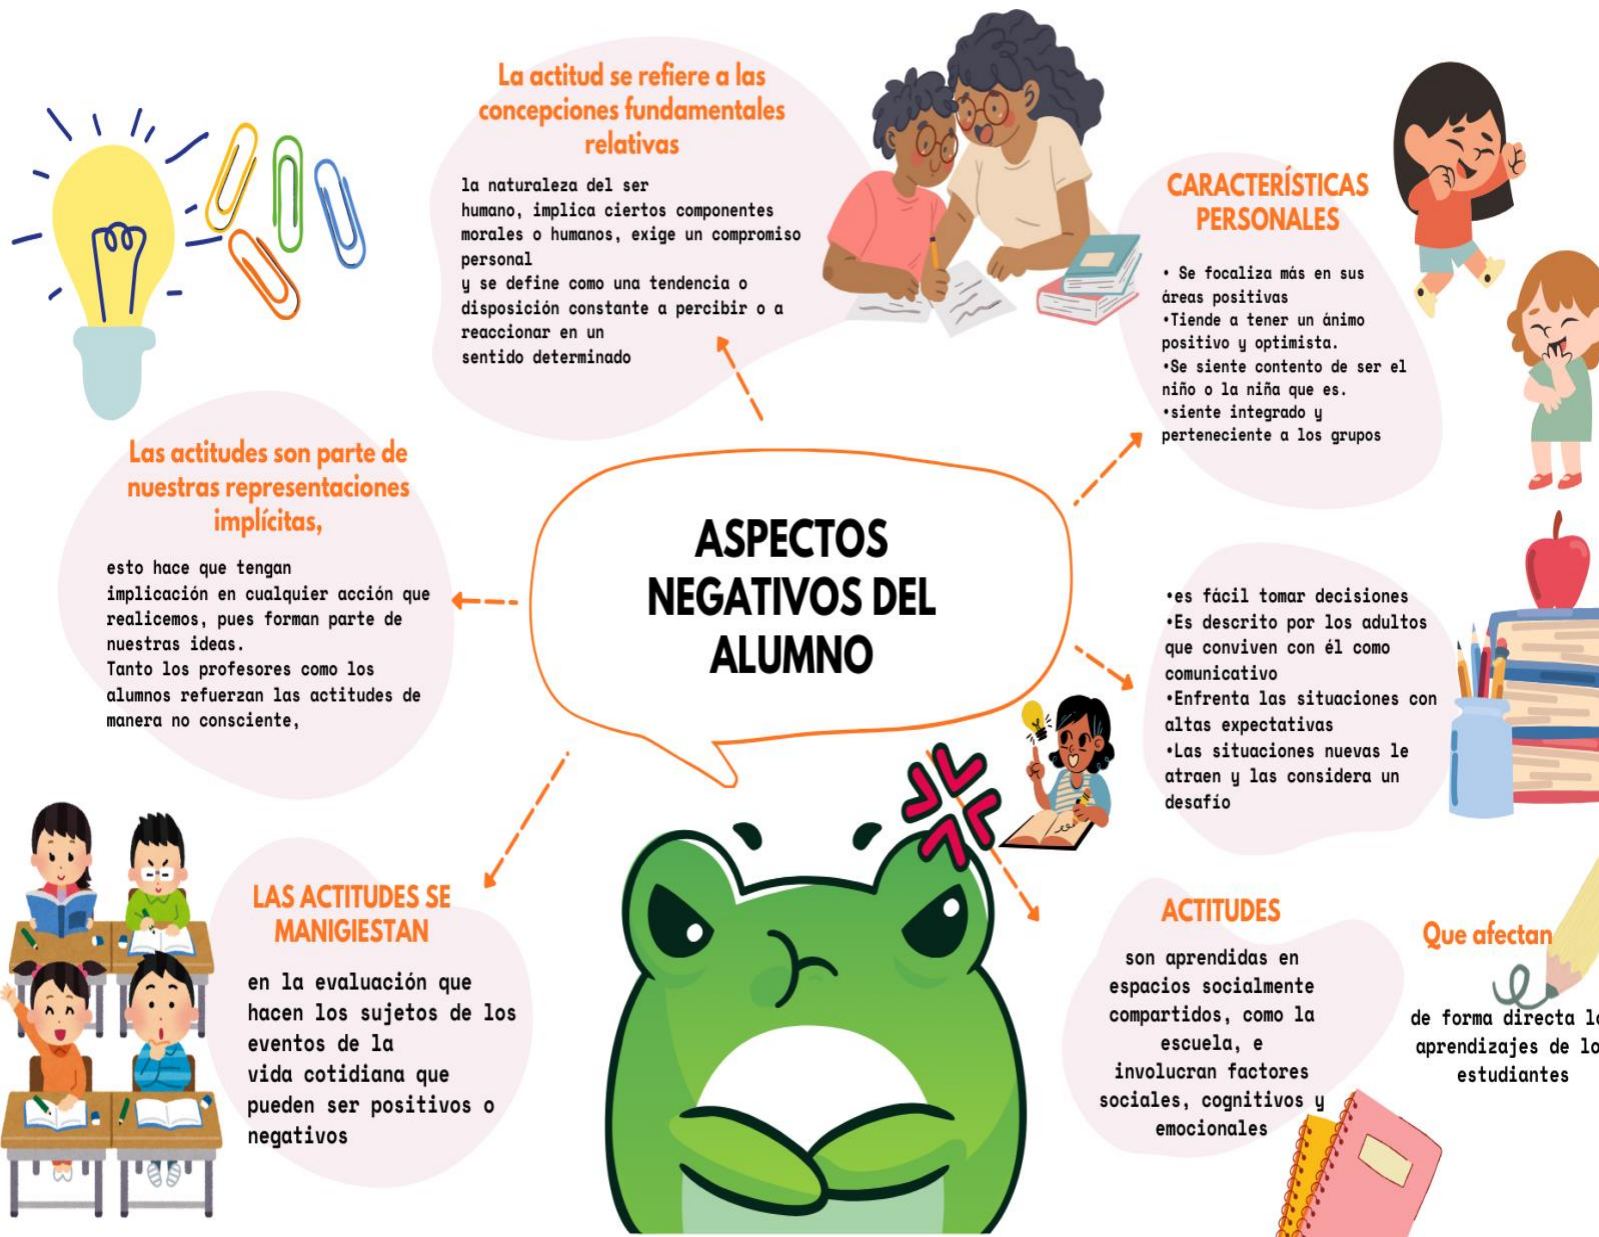 La actitud se refiere a las
concepciones fundamentales
relativas
la naturaleza del ser
humano, implica ciertos componentes
morales o humanos, exige un compromiso
personal
y se define como una tendencia o
disposición constante a percibir o a
reaccionar en un
sentido determinado
CARACTERÍSTICAS
PERSONALES
• Se focaliza más en sus
áreas positivas
•Tiende a tener un ánimo
positivo y optimista.
•Se siente contento de ser el
niño o la niña que es.
•siente integrado y
perteneciente a los grupos
Las actitudes son parte de
nuestras representaciones
implícitas,
esto hace que tengan
implicación en cualquier acción que
realicemos, pues forman parte de
nuestras ideas.
Tanto los profesores como los
alumnos refuerzan las actitudes de
manera no consciente,
ASPECTOS
NEGATIVOS DEL
ALUMNO
•es fácil tomar decisiones
•Es descrito por los adultos
que conviven con él como
comunicativo
•Enfrenta las situaciones con
altas expectativas
•Las situaciones nuevas le
atraen y las considera un
desafío
LAS ACTITUDES SE
MANIGIESTAN
en la evaluación que
hacen los sujetos de los
eventos de la
vida cotidiana que
pueden ser positivos o
negativos
ACTITUDES
son aprendidas en
espacios socialmente
compartidos, como la
escuela, e
involucran factores
sociales, cognitivos y
emocionales
Que afectan
de forma directa
aprendizajes de
estudiantes